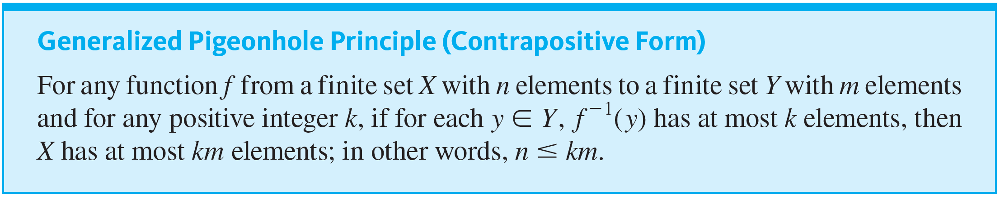 Generalized Pigeonhole Principle (Contrapositive Form)
For any function f from a finite set X with n elements to a finite set Y with m elements
and for any positive integer k, if for each y ∈ Y, f⁻¹(y) has at most k elements, then
X has at most km elements; in other words, n ≤ km.